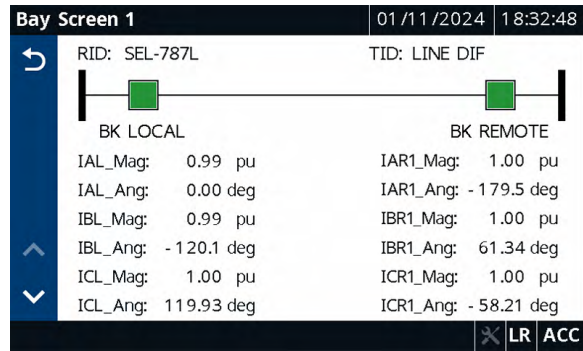 Bay Screen 1 01/11/2024 18:32:48
RID: SEL-787L TID: LINE DIF
BK LOCAL BK REMOTE
IAL_Mag: 0.99 pu IAR1_Mag: 1.00 pu
IAL_Ang: 0.00 deg IAR1_Ang: -179.5 deg
IBL_Mag: 0.99 pu IBR1_Mag: 1.00 pu
IBL_Ang: -120.1 deg IBR1_Ang: 61.34 deg
ICL_Mag: 1.00 pu ICR1_Mag: 1.00 pu
ICL_Ang: 119.93 deg ICR1_Ang: -58.21 deg
LR ACC